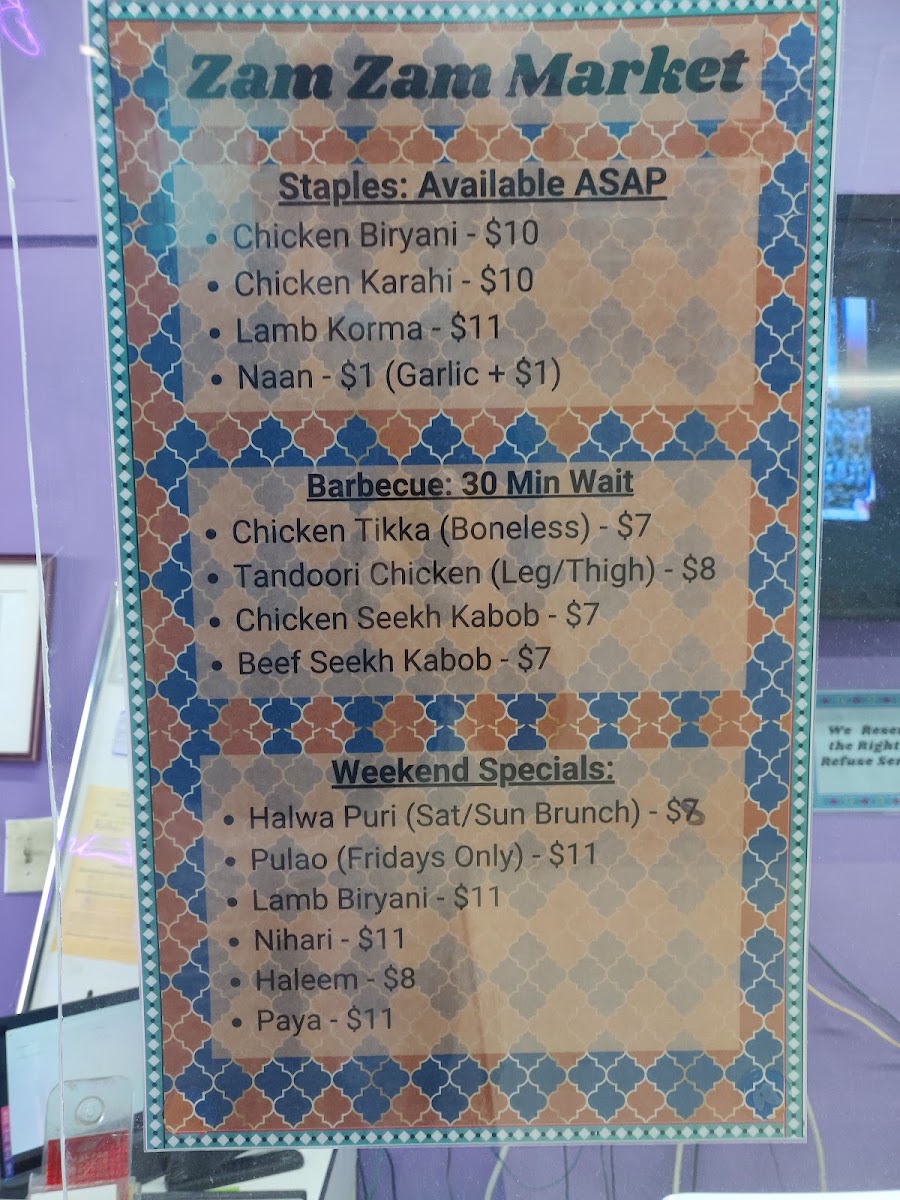 Zam Zam Market
Staples: Available ASAP
• Chicken Biryani - $10
• Chicken Karahi - $10
• Lamb Korma - $11
• Naan - $1 (Garlic + $1)
Barbecue: 30 Min Wait
• Chicken Tikka (Boneless) - $7
• Tandoori Chicken (Leg/Thigh) - $8
• Chicken Seekh Kabob - $7
• Beef Seekh Kabob - $7
Weekend Specials:
• Halwa Puri (Sat/Sun Brunch) - $8
• Pulao (Fridays Only) - $11
• Lamb Biryani - $11
• Nihari - $11
• Haleem - $8
• Paya - $11
We Rese
the Right
Refuse Ser